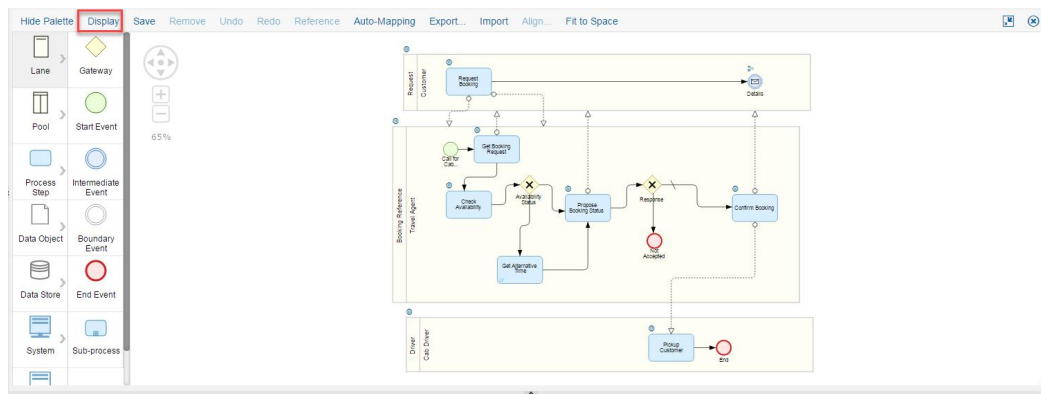 Hide Palette Display Save Remove Undo Redo Reference Auto-Mapping Export... Import Align... Fit to Space
Lane Gateway
Pool Start Event
Process Intermediate
Step Event
Data Object Boundary
Event
Data Store End Event
System Sub-process
65%
Request
Customer
Request
Booking
Details
Booking Reference
Travel Agent
Call for
Cab...
Get Booking
Request
Check
Availability
Availability
Status
Propose
Booking Status
Response
Confirm Booking
Not
Accepted
Get Alternative
Time
Driver
Cab Driver
Pickup
Customer
End